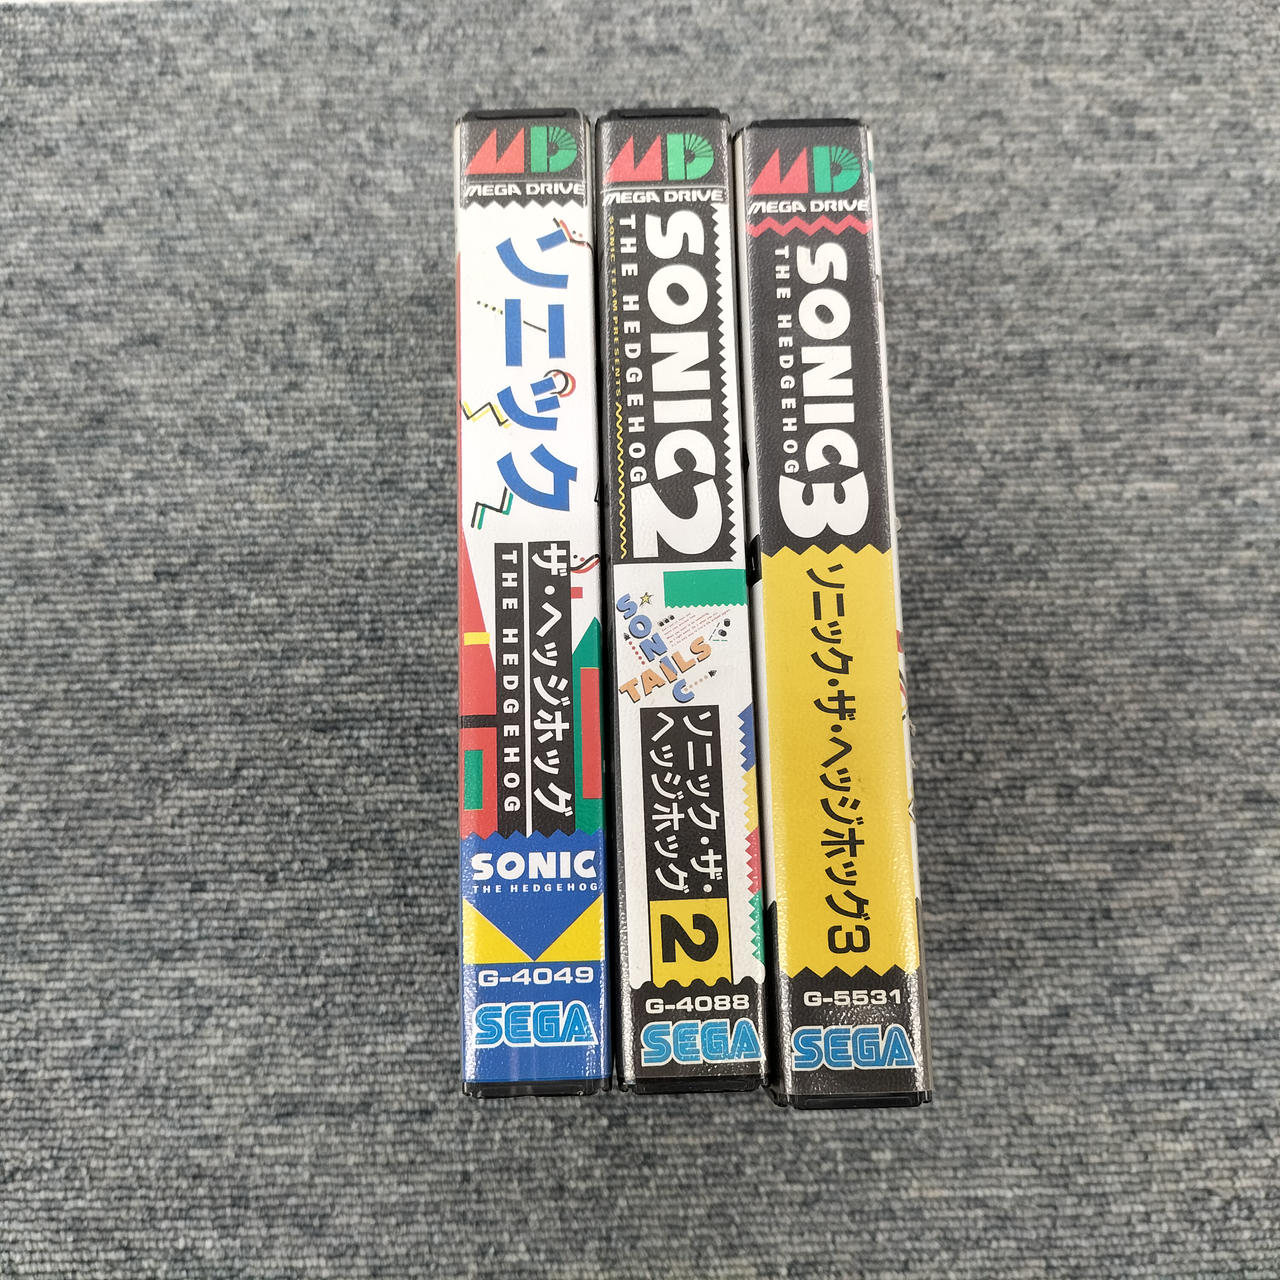 MD
MEGA DRIVE
ソニック
ザ・ヘッジホッグ
THE HEDGEHOG
SONIC
THE HEDGEHOG
G-4049
SEGA
MD
MEGA DRIVE
SONIC 2
THE HEDGEHOG
SONIC TEAM PRESENTS
SONIC
TAILS
ソニック・ザ・
ヘッジホッグ
2
G-4088
SEGA
MD
MEGA DRIVE
SONIC 3
THE HEDGEHOG
ソニック・ザ・ヘッジホッグ3
G-5531
SEGA